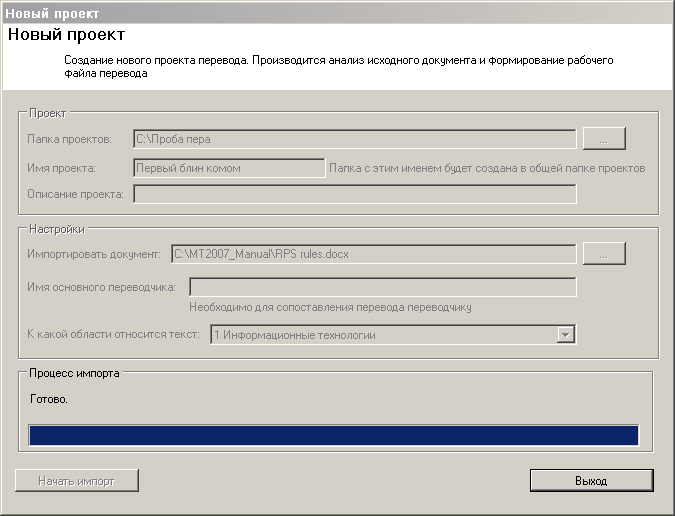 Новый проект
Новый проект
Создание нового проекта перевода. Производится анализ исходного документа и формирование рабочего
файла перевода
Проект
Папка проектов: C:\Проба пера ...
Имя проекта: Первый блин комом Папка с этим именем будет создана в общей папке проектов
Описание проекта:
Настройки
Импортировать документ: C:\MT2007_Manual\RPS rules.docx ...
Имя основного переводчика:
Необходимо для сопоставления перевода переводчику
К какой области относится текст: 1 Информационные технологии
Процесс импорта
Готово.
Начать импорт Выход